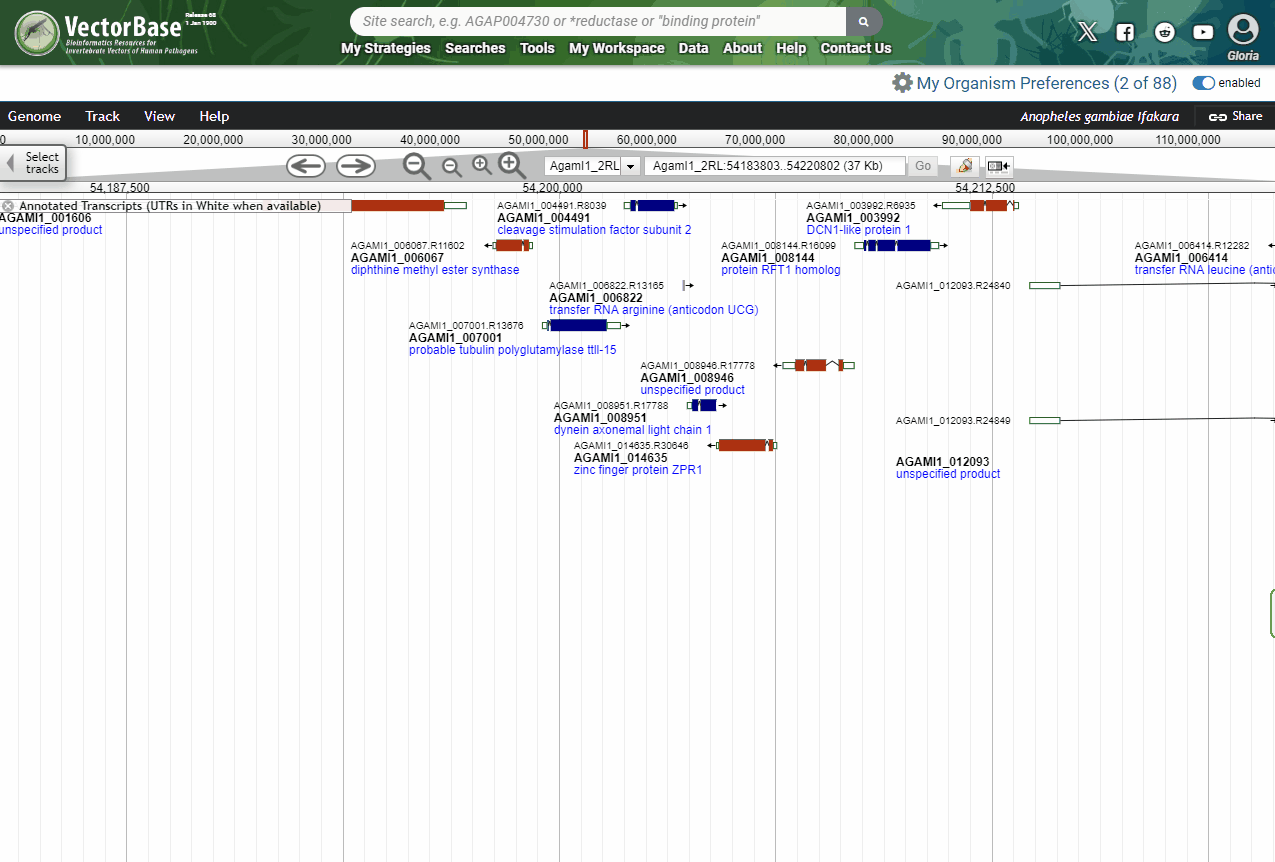 VectorBase
Release 68
1 Jan 1900
Bioinformatics Resources for
Invertebrate Vectors of Human Pathogens
Site search, e.g. AGAP004730 or *reductase or "binding protein"
My Strategies Searches Tools My Workspace Data About Help Contact Us
Gloria
My Organism Preferences (2 of 88) enabled
Genome Track View Help
Anopheles gambiae Ifakara Share
0 10,000,000 20,000,000 30,000,000 40,000,000 50,000,000 60,000,000 70,000,000 80,000,000 90,000,000 100,000,000 110,000,000
Select
tracks
Agami1_2RL AgamI1_2RL:54183803..54220802 (37 Kb) Go
54,187,500 54,200,000 54,212,500
Annotated Transcripts (UTRs in White when available)
AGAMI1_001606
unspecified product
AGAMI1_004491.R8039
AGAMI1_004491
cleavage stimulation factor subunit 2
AGAMI1_003992.R6935
AGAMI1_003992
DCN1-like protein 1
AGAMI1_006067.R11602
AGAMI1_006067
diphthine methyl ester synthase
AGAMI1_008144.R16099
AGAMI1_008144
protein RFT1 homolog
AGAMI1_006414.R12282
AGAMI1_006414
transfer RNA leucine (antic
AGAMI1_006822.R13165
AGAMI1_006822
transfer RNA arginine (anticodon UCG)
AGAMI1_012093.R24840
AGAMI1_007001.R13676
AGAMI1_007001
probable tubulin polyglutamylase ttll-15
AGAMI1_008946.R17778
AGAMI1_008946
unspecified product
AGAMI1_008951.R17788
AGAMI1_008951
dynein axonemal light chain 1
AGAMI1_012093.R24849
AGAMI1_014635.R30646
AGAMI1_014635
zinc finger protein ZPR1
AGAMI1_012093
unspecified product